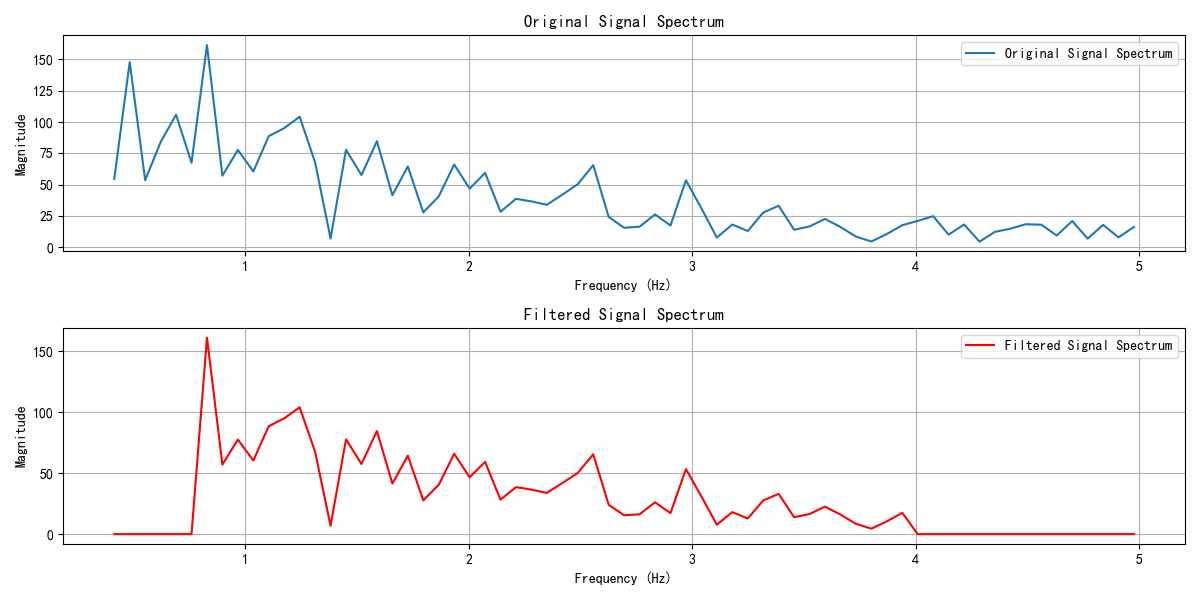 Original Signal Spectrum
Original Signal Spectrum
Magnitude
150
125
100
75
50
25
0
1
2
3
4
5
Frequency (Hz)
Filtered Signal Spectrum
Filtered Signal Spectrum
Magnitude
150
100
50
0
1
2
3
4
5
Frequency (Hz)